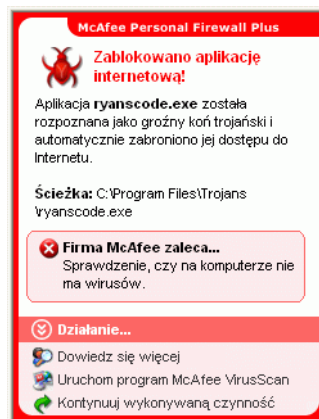 McAfee Personal Firewall Plus
Zablokowano aplikację
internetową!
Aplikacja ryanscode.exe została
rozpoznana jako groźny koń trojański i
automatycznie zabroniono jej dostępu do
Internetu.
Ścieżka: C:\Program Files\Trojans
\ryanscode.exe
Firma McAfee zaleca...
Sprawdzenie, czy na komputerze nie
ma wirusów.
Działanie...
Dowiedz się więcej
Uruchom program McAfee VirusScan
Kontynuuj wykonywaną czynność